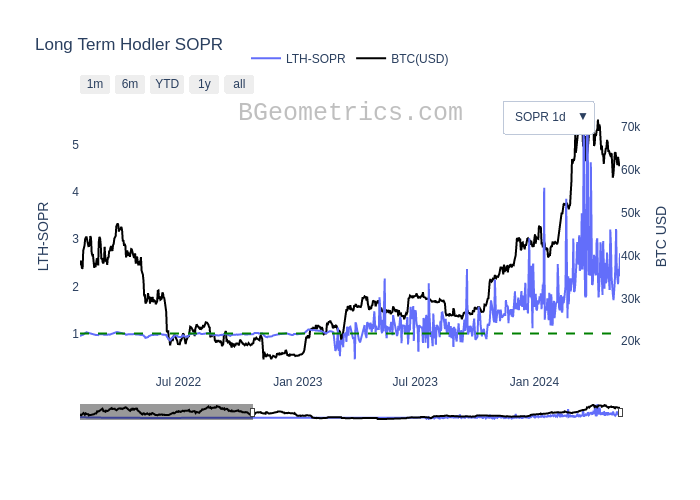 Long Term Hodler SOPR
LTH-SOPR BTC(USD)
1m 6m YTD 1y all
BGeometrics.com
SOPR 1d ▼
5
4
3
2
1
LTH-SOPR
70k
60k
50k
40k
30k
20k
BTC USD
Jul 2022 Jan 2023 Jul 2023 Jan 2024